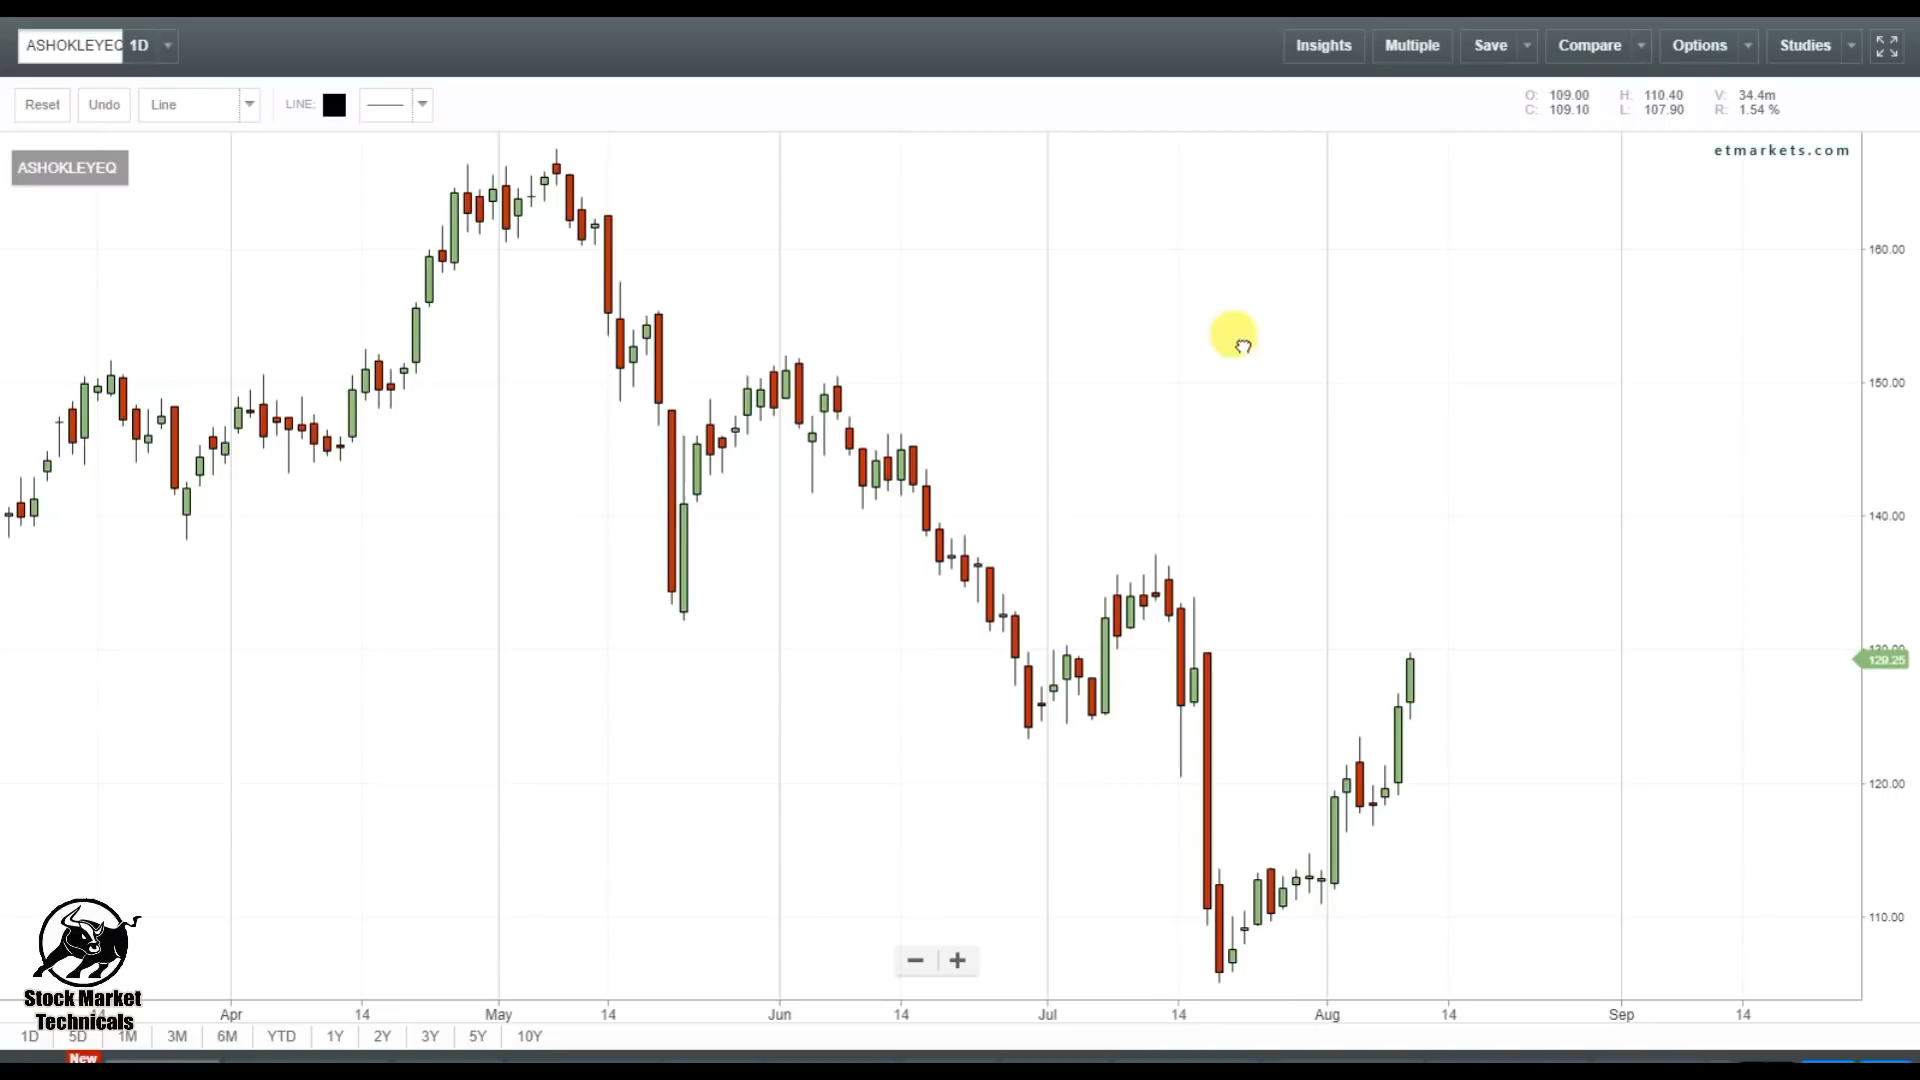 ASHOKLEYEQ 1D Insights Multiple Save Compare Options Studies
Reset Undo Line LINE: O: 109.00 H: 110.40 V: 34.4m
C: 109.10 L: 107.90 R: 1.54 %
etmarkets.com
ASHOKLEYEQ
160.00
150.00
140.00
130.00
129.25
120.00
110.00
− +
Stock Market
Technicals
14 Apr 14 May 14 Jun 14 Jul 14 Aug 14 Sep 14
1D 5D 1M 3M 6M YTD 1Y 2Y 3Y 5Y 10Y
New